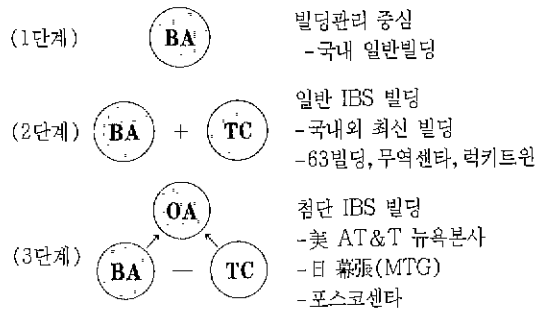 (1단계) BA 빌딩관리 중심
-국내 일반빌딩
일반 IBS 빌딩
(2단계) BA + TC -국내외 최신 빌딩
-63빌딩, 무역센타, 럭키트윈
OA 첨단 IBS 빌딩
-美 AT&T 뉴욕본사
(3단계) BA — TC -日 幕張(MTG)
-포스코센타